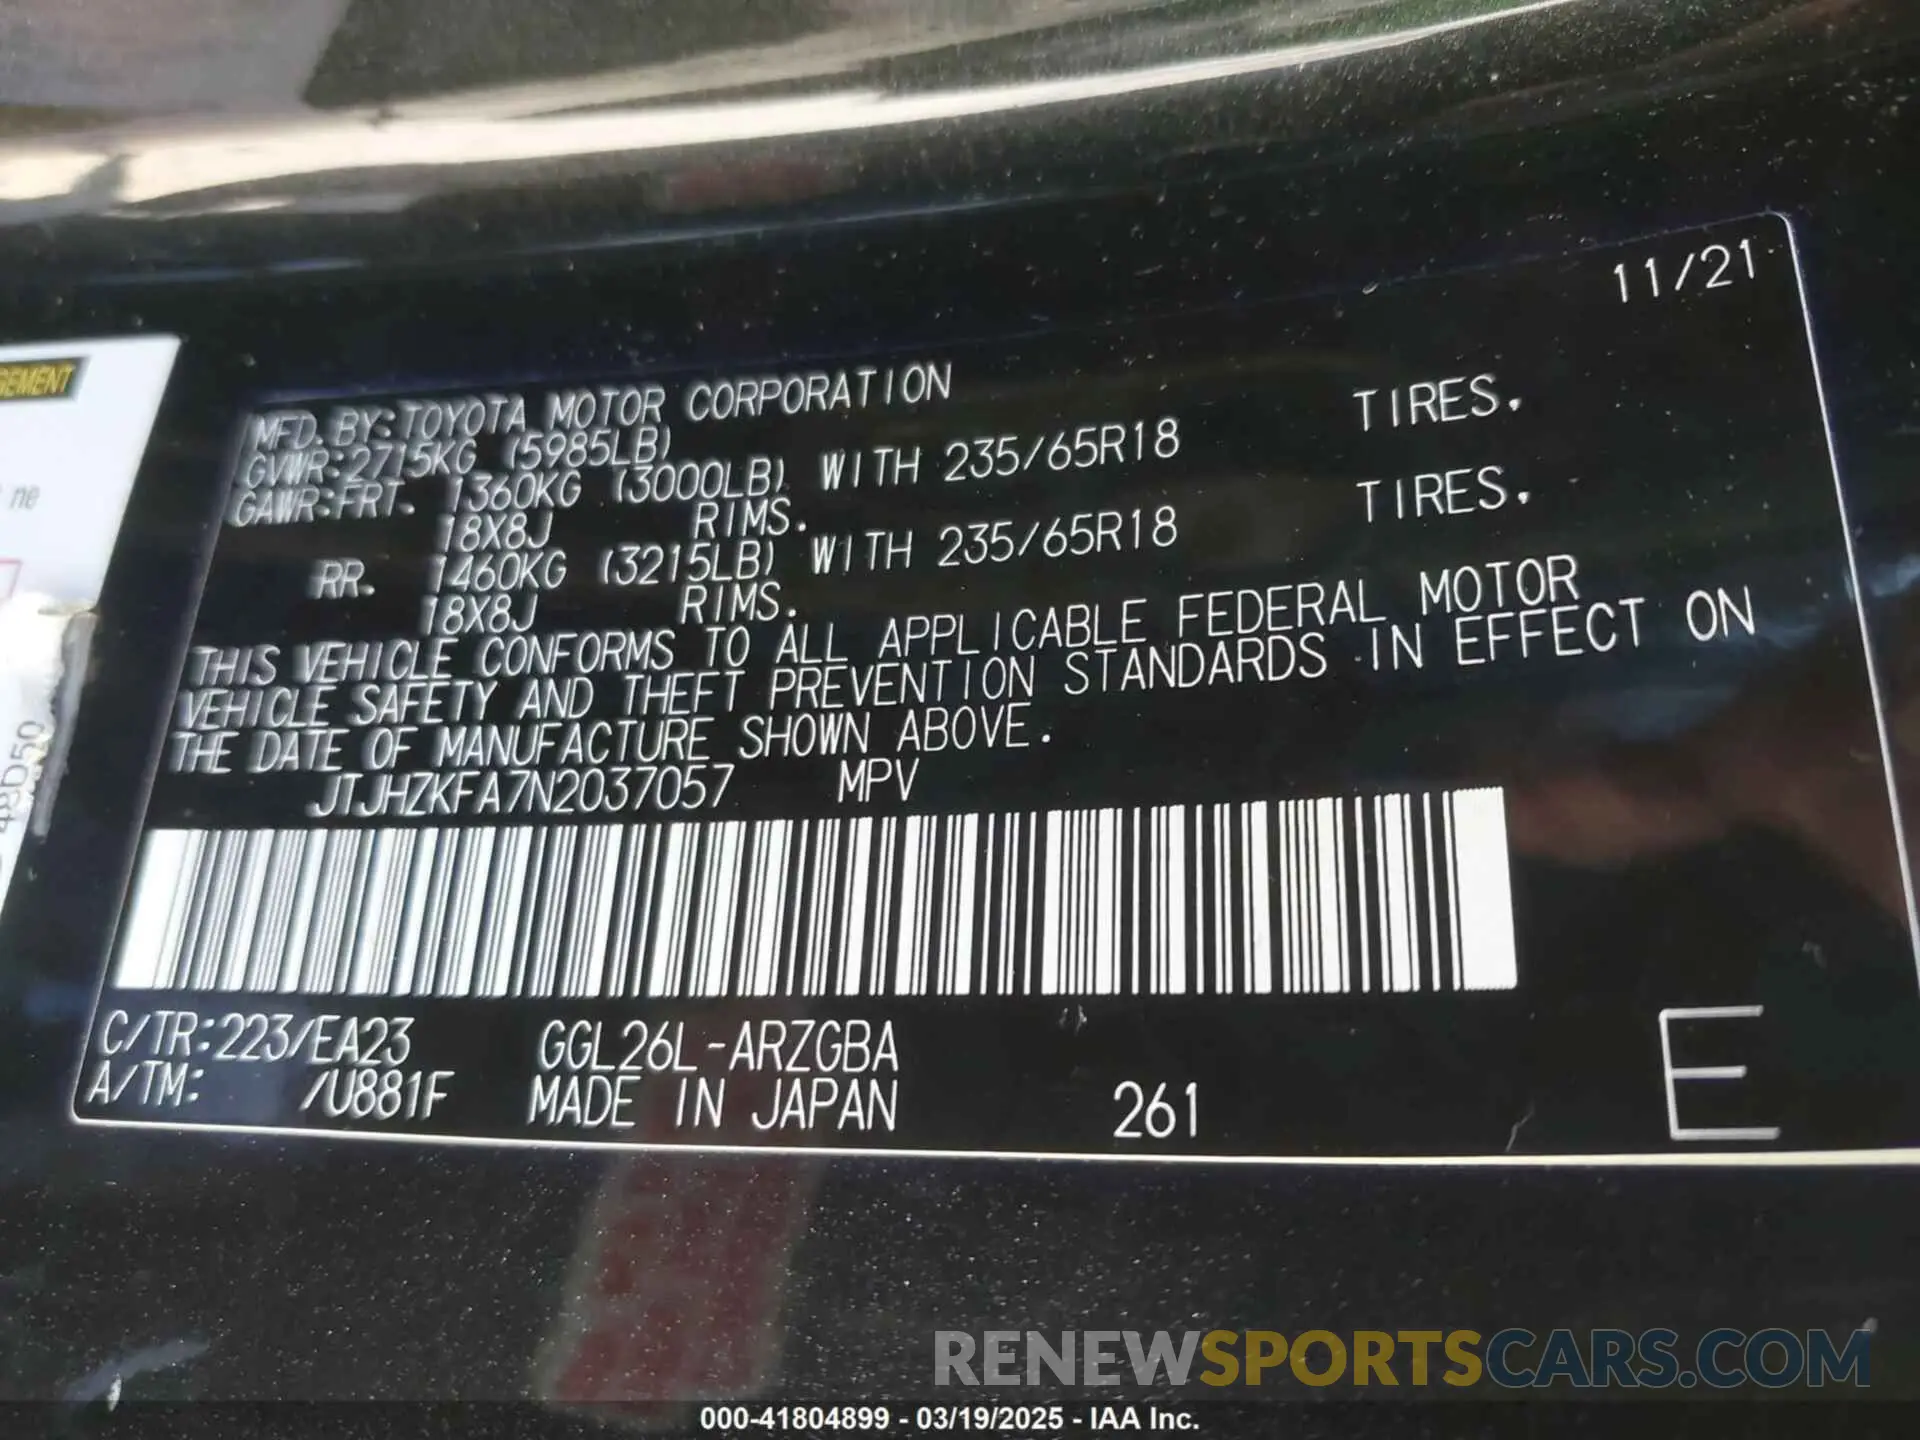 11/21
MFD. BY: TOYOTA MOTOR CORPORATION
GVWR: 2715KG (5985LB)
GAWR: FRT. 1360KG (3000LB) WITH 235/65R18 TIRES.
18X8J RIMS.
RR. 1460KG (3215LB) WITH 235/65R18 TIRES.
18X8J RIMS.
THIS VEHICLE CONFORMS TO ALL APPLICABLE FEDERAL MOTOR
VEHICLE SAFETY AND THEFT PREVENTION STANDARDS IN EFFECT ON
THE DATE OF MANUFACTURE SHOWN ABOVE.
JTJHZKFA7N2037057 MPV
C/TR: 223/EA23 GGL26L-ARZGBA
A/TM: /U881F MADE IN JAPAN 261 E
ne
RENEWSPORTSCARS.COM
000-41804899 - 03/19/2025 - IAA Inc.